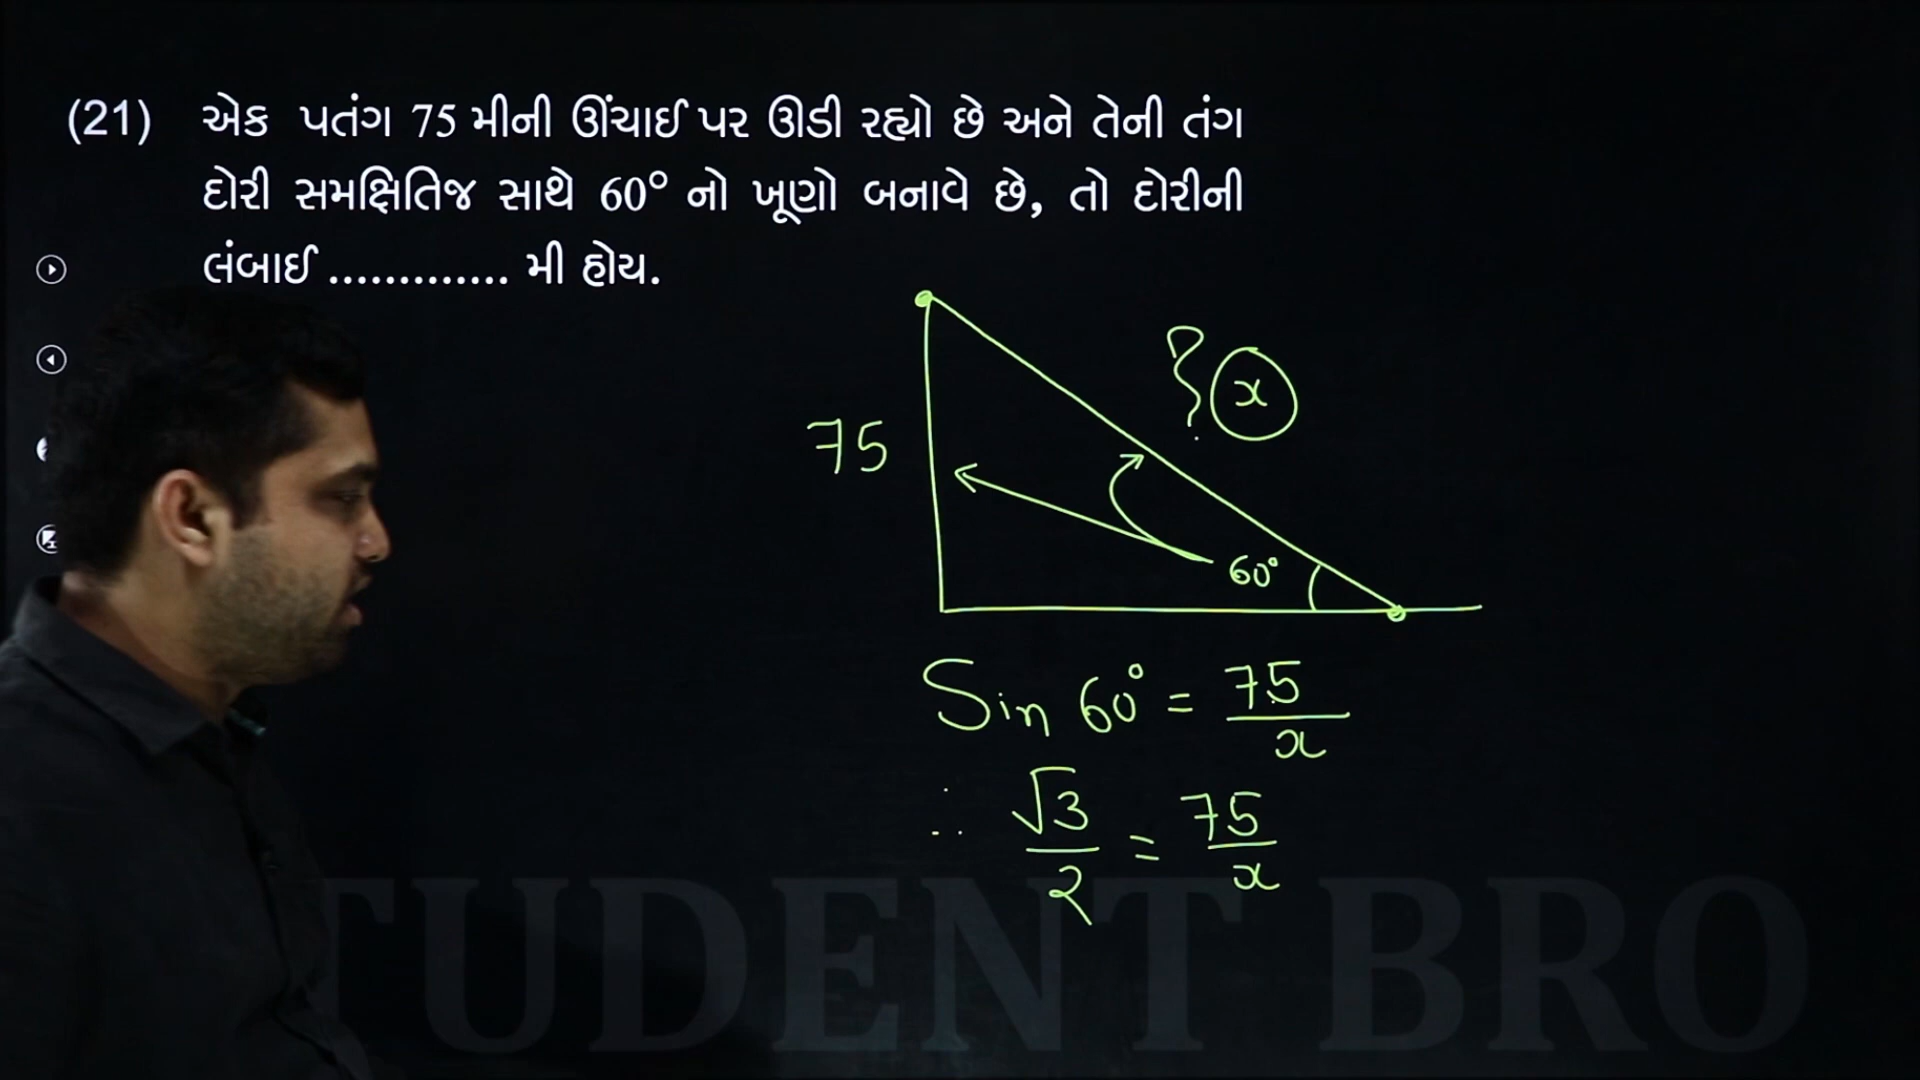 (21) એક પતંગ 75 મીની ઊંચાઈ પર ઊડી રહ્યો છે અને તેની તંગ
દોરી સમક્ષિતિજ સાથે 60° નો ખૂણો બનાવે છે, તો દોરીની
લંબાઈ ............. મી હોય.
? x
75
60°
Sin 60° = 75/x
∴ √3/2 = 75/x
TUDENT BRO